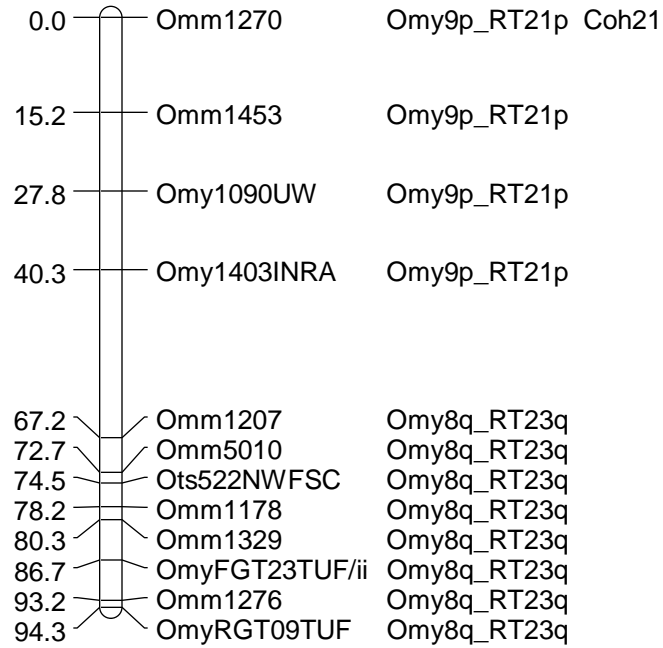 0.0 Omm1270 Omy9p_RT21p Coh21
15.2 Omm1453 Omy9p_RT21p
27.8 Omy1090UW Omy9p_RT21p
40.3 Omy1403INRA Omy9p_RT21p
67.2 Omm1207 Omy8q_RT23q
72.7 Omm5010 Omy8q_RT23q
74.5 Ots522NWFSC Omy8q_RT23q
78.2 Omm1178 Omy8q_RT23q
80.3 Omm1329 Omy8q_RT23q
86.7 OmyFGT23TUF/ii Omy8q_RT23q
93.2 Omm1276 Omy8q_RT23q
94.3 OmyRGT09TUF Omy8q_RT23q